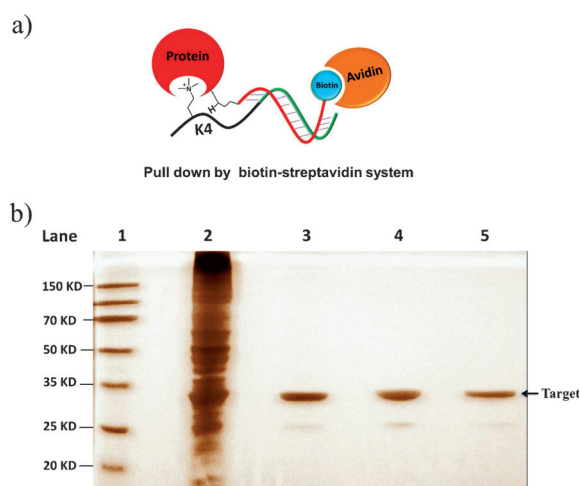 a)
Protein
N
+
H
K4
Biotin
Avidin
Pull down by biotin-streptavidin system
b)
Lane 1 2 3 4 5
150 KD
70 KD
50 KD
35 KD
25 KD
20 KD
Target